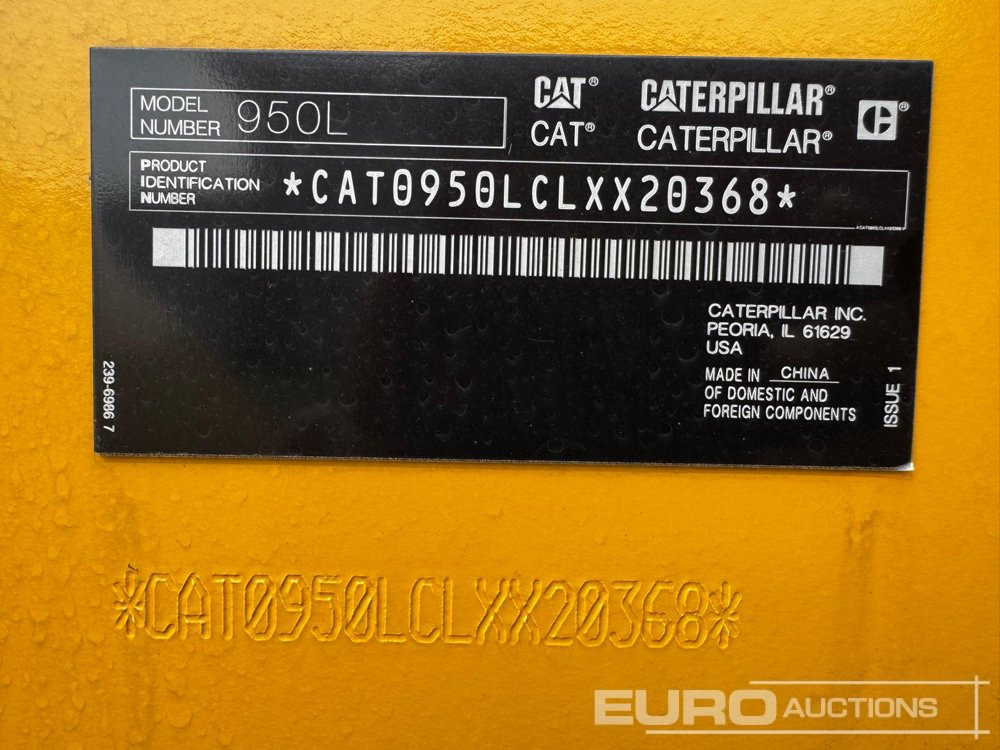 MODEL NUMBER 950L
CAT® CATERPILLAR®
CAT® CATERPILLAR®
PRODUCT IDENTIFICATION NUMBER *CAT0950LCLXX20368*
*CAT0950LCLXX20368*
CATERPILLAR INC.
PEORIA, IL 61629
USA
MADE IN CHINA
OF DOMESTIC AND
FOREIGN COMPONENTS
239-6986 7
ISSUE 1
*CAT0950LCLXX20368*
EURO AUCTIONS